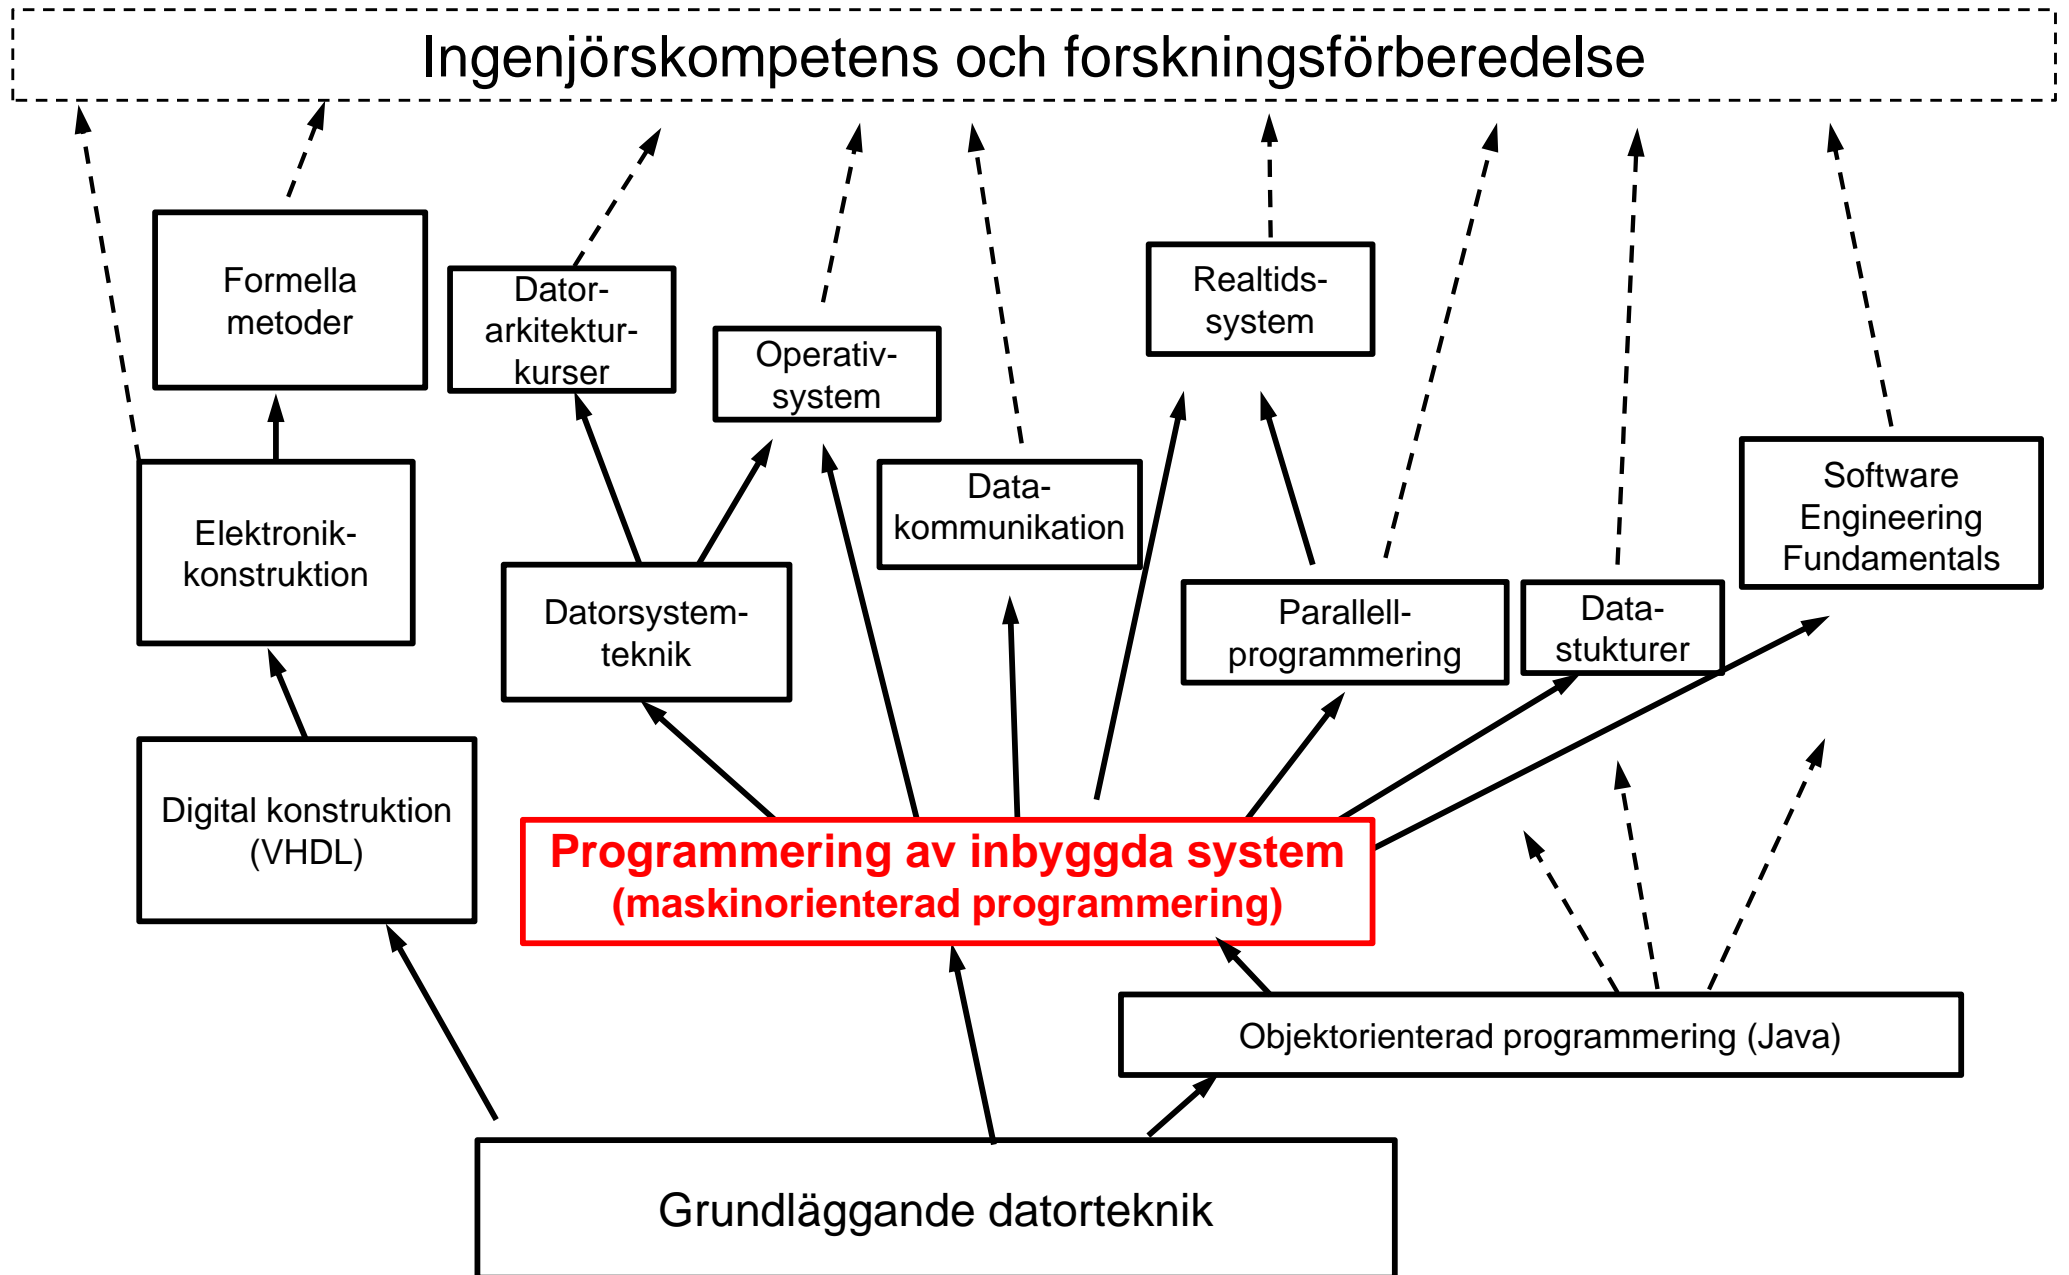 Ingenjörskompetens och forskningsförberedelse
Formella
metoder
Dator-
arkitektur-
kurser
Operativ-
system
Realtids-
system
Elektronik-
konstruktion
Data-
kommunikation
Software
Engineering
Fundamentals
Datorsystem-
teknik
Parallell-
programmering
Data-
stukturer
Digital konstruktion
(VHDL)
Programmering av inbyggda system
(maskinorienterad programmering)
Objektorienterad programmering (Java)
Grundläggande datorteknik